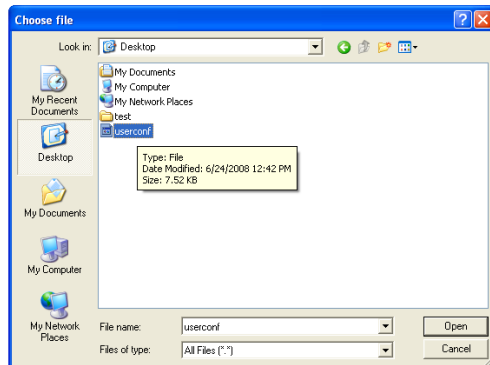 Choose file
Look in:
Desktop
My Recent
Documents
Desktop
My Documents
My Computer
My Network
Places
My Documents
My Computer
My Network Places
test
userconf
Type: File
Date Modified: 6/24/2008 12:42 PM
Size: 7.52 KB
File name:
userconf
Open
Files of type:
All Files (*.*)
Cancel